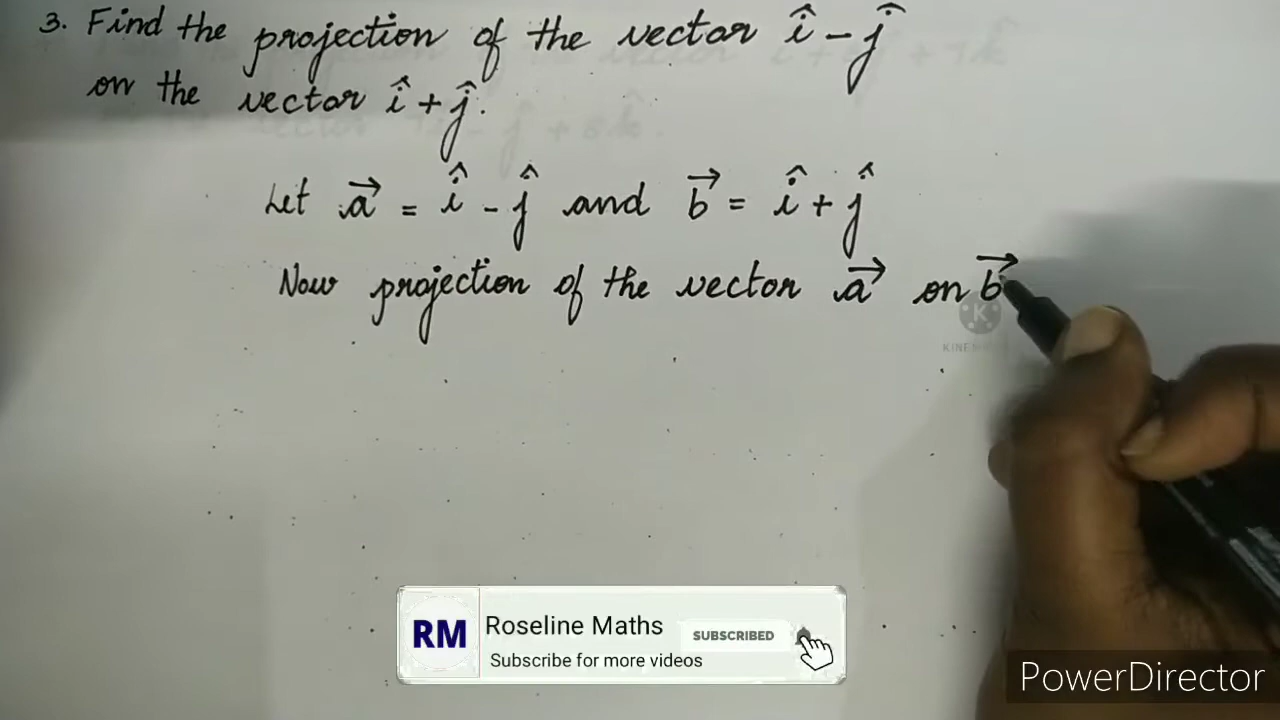 3. Find the projection of the vector î - ĵ
on the vector î + ĵ.
Let a⃗ = î - ĵ and b⃗ = î + ĵ
Now projection of the vector a⃗ on b⃗
K
RM
Roseline Maths
SUBSCRIBED
Subscribe for more videos
PowerDirector